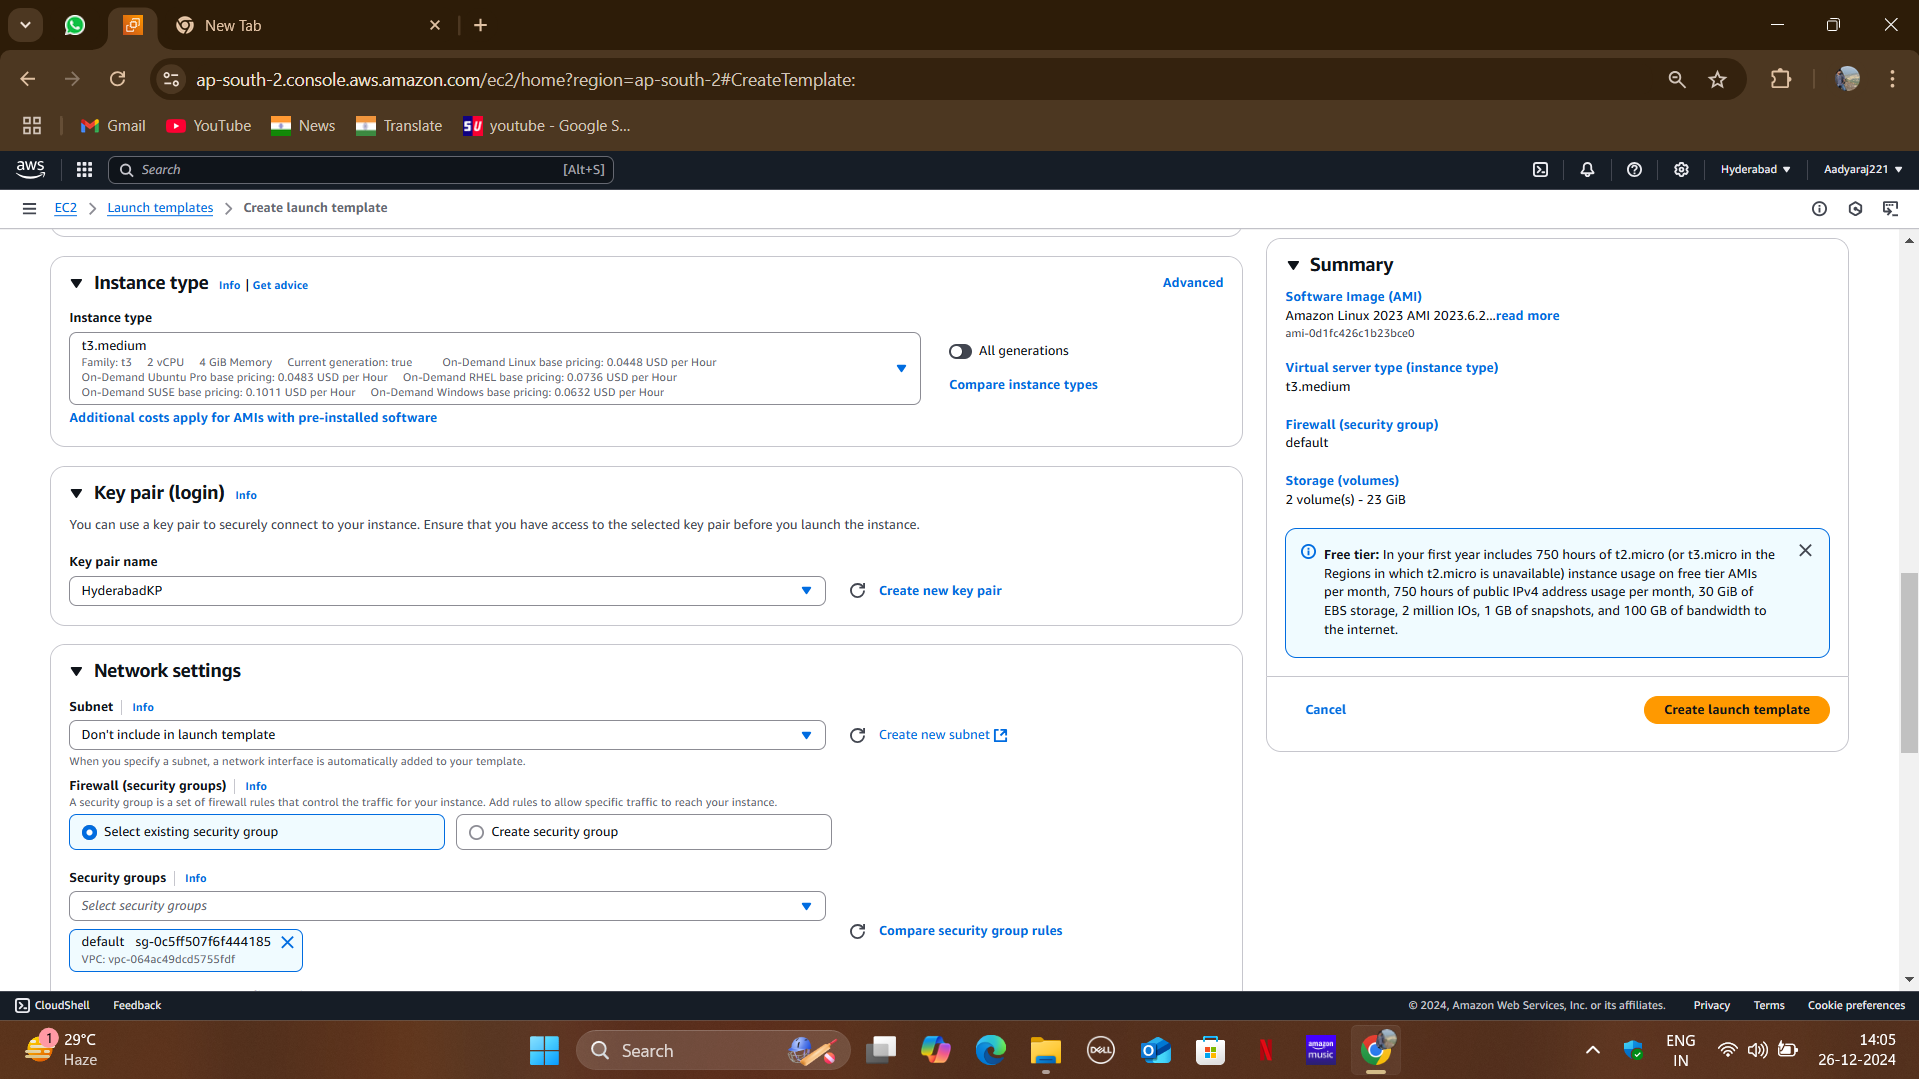 New Tab
ap-south-2.console.aws.amazon.com/ec2/home?region=ap-south-2#CreateTemplate:
Gmail
YouTube
News
Translate
SU youtube - Google S...
aws
Search
[Alt+S]
Hyderabad
Aadyaraj221
EC2
Launch templates
Create launch template
Instance type
Info
Get advice
Advanced
Instance type
t3.medium
Family: t3 2 vCPU 4 GiB Memory Current generation: true On-Demand Linux base pricing: 0.0448 USD per Hour
On-Demand Ubuntu Pro base pricing: 0.0483 USD per Hour On-Demand RHEL base pricing: 0.0736 USD per Hour
On-Demand SUSE base pricing: 0.1011 USD per Hour On-Demand Windows base pricing: 0.0632 USD per Hour
All generations
Compare instance types
Additional costs apply for AMIs with pre-installed software
Key pair (login)
Info
You can use a key pair to securely connect to your instance. Ensure that you have access to the selected key pair before you launch the instance.
Key pair name
HyderabadKP
Create new key pair
Network settings
Subnet
Info
Don't include in launch template
Create new subnet
When you specify a subnet, a network interface is automatically added to your template.
Firewall (security groups)
Info
A security group is a set of firewall rules that control the traffic for your instance. Add rules to allow specific traffic to reach your instance.
Select existing security group
Create security group
Security groups
Info
Select security groups
default sg-0c5ff507f6f444185
VPC: vpc-064ac49dcd5755fdf
Compare security group rules
Summary
Software Image (AMI)
Amazon Linux 2023 AMI 2023.6.2...read more
ami-0d1fc426c1b23bce0
Virtual server type (instance type)
t3.medium
Firewall (security group)
default
Storage (volumes)
2 volume(s) - 23 GiB
Free tier: In your first year includes 750 hours of t2.micro (or t3.micro in the
Regions in which t2.micro is unavailable) instance usage on free tier AMIs
per month, 750 hours of public IPv4 address usage per month, 30 GiB of
EBS storage, 2 million IOs, 1 GB of snapshots, and 100 GB of bandwidth to
the internet.
Cancel
Create launch template
CloudShell
Feedback
© 2024, Amazon Web Services, Inc. or its affiliates.
Privacy
Terms
Cookie preferences
1
29°C
Haze
Search
DELL
amazon
music
ENG
IN
14:05
26-12-2024